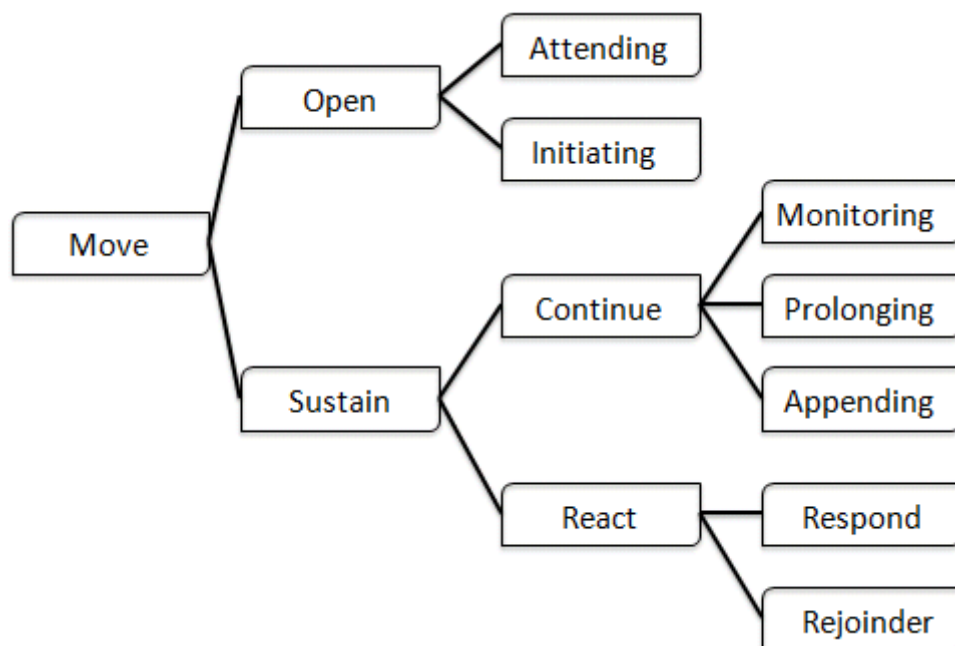 Attending
Open
Initiating
Monitoring
Move
Continue
Prolonging
Sustain
Appending
React
Respond
Rejoinder